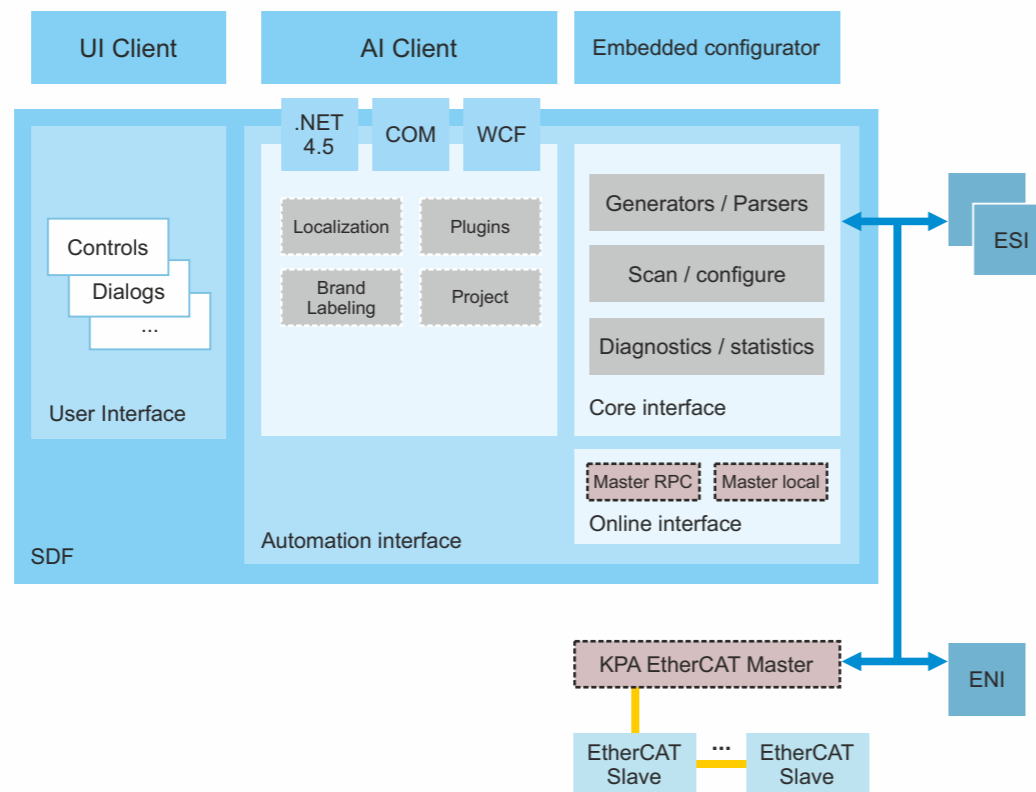 UI Client
AI Client
Embedded configurator
.NET
4.5
COM
WCF
Controls
Dialogs
...
User Interface
Localization
Plugins
Brand
Labeling
Project
Generators / Parsers
Scan / configure
Diagnostics / statistics
Core interface
Master RPC
Master local
Online interface
Automation interface
SDF
ESI
KPA EtherCAT Master
ENI
EtherCAT
Slave
...
EtherCAT
Slave